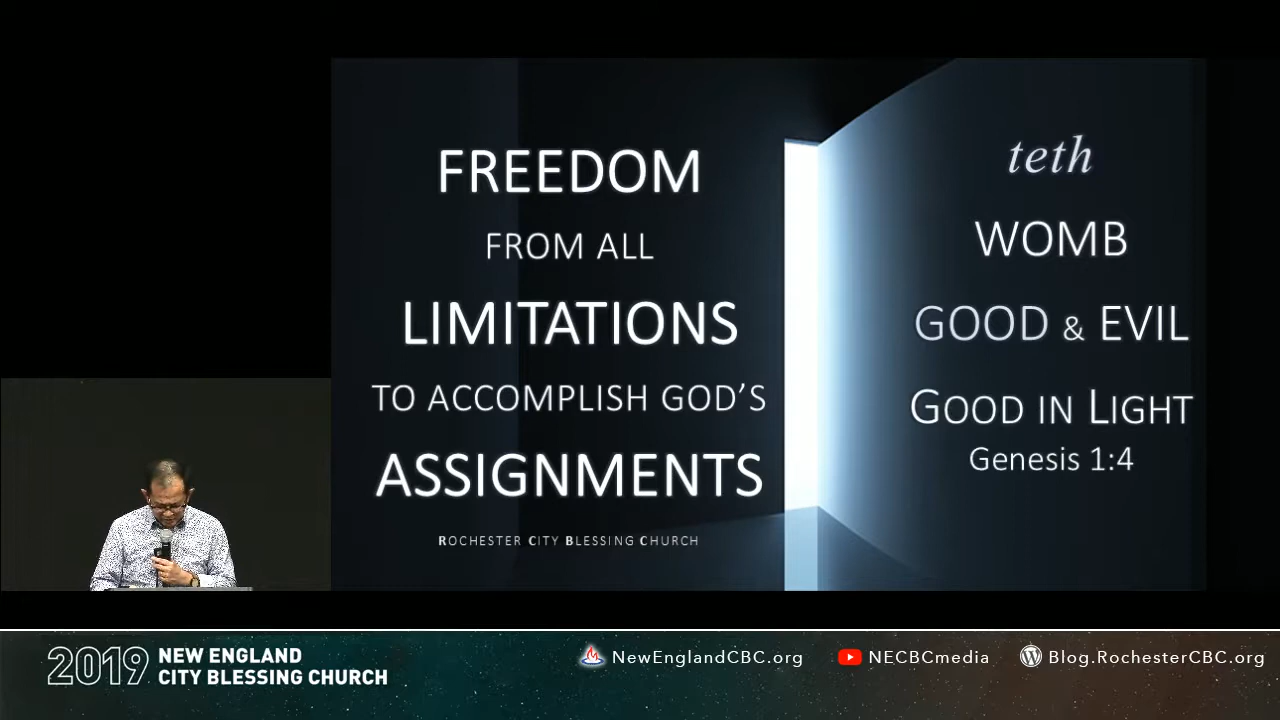 FREEDOM
FROM ALL
LIMITATIONS
TO ACCOMPLISH GOD’S
ASSIGNMENTS
ROCHESTER CITY BLESSING CHURCH
teth
WOMB
GOOD & EVIL
GOOD IN LIGHT
Genesis 1:4
2019 NEW ENGLAND
CITY BLESSING CHURCH
NewEnglandCBC.org
NECBCmedia
Blog.RochesterCBC.org